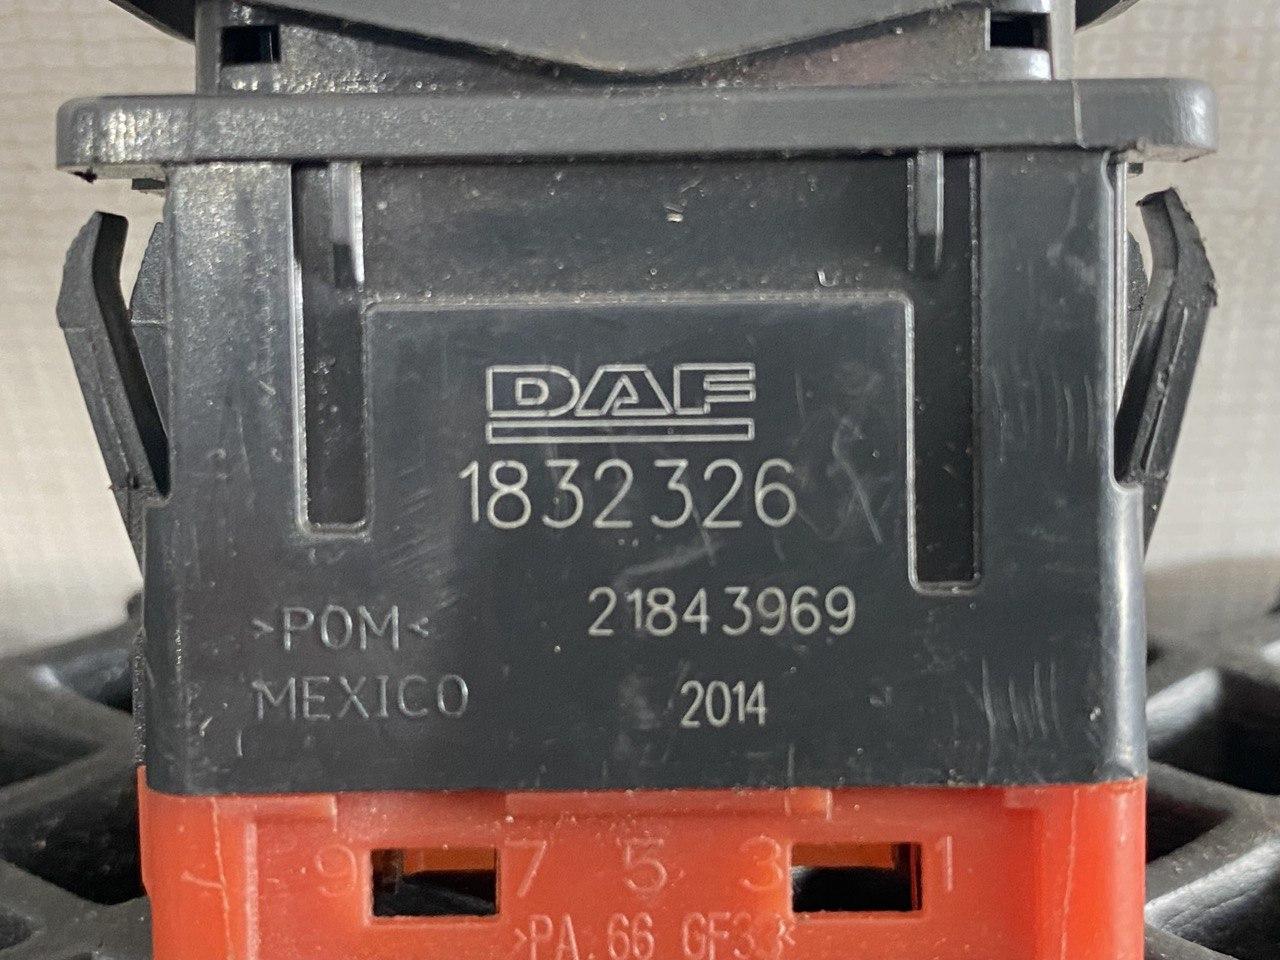 DAF
1832326
21843969
>POM<
MEXICO
2014
9 7 5 3 1
>PA.66 GF33<